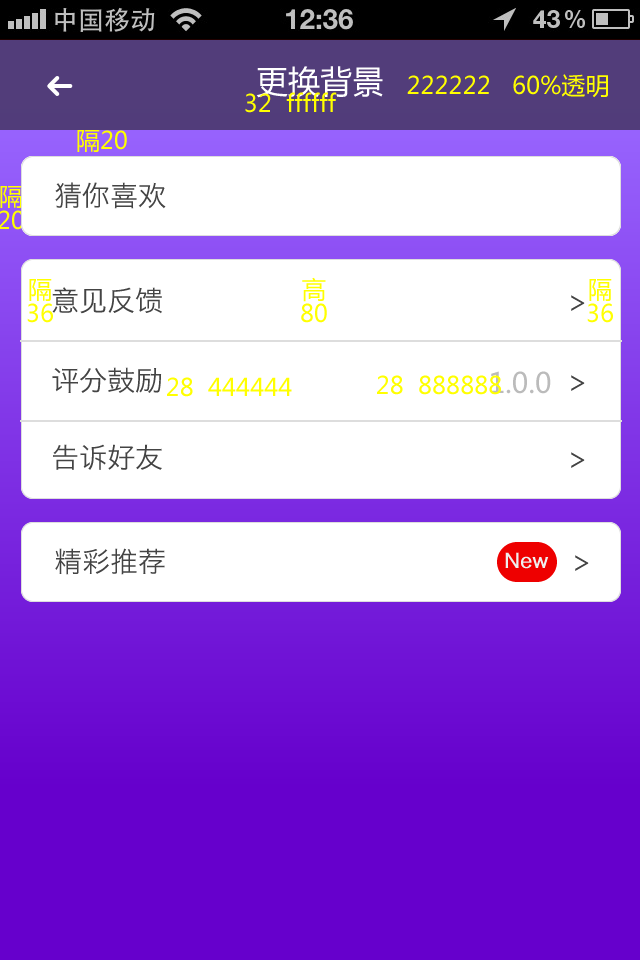 中国移动 12:36 43%
更换背景 222222 60%透明
32 ffffff
隔20
隔
20
猜你喜欢
隔 高 隔
意见反馈 >
36 80 36
评分鼓励 28 444444 28 888888 1.0.0 >
告诉好友 >
精彩推荐 New >